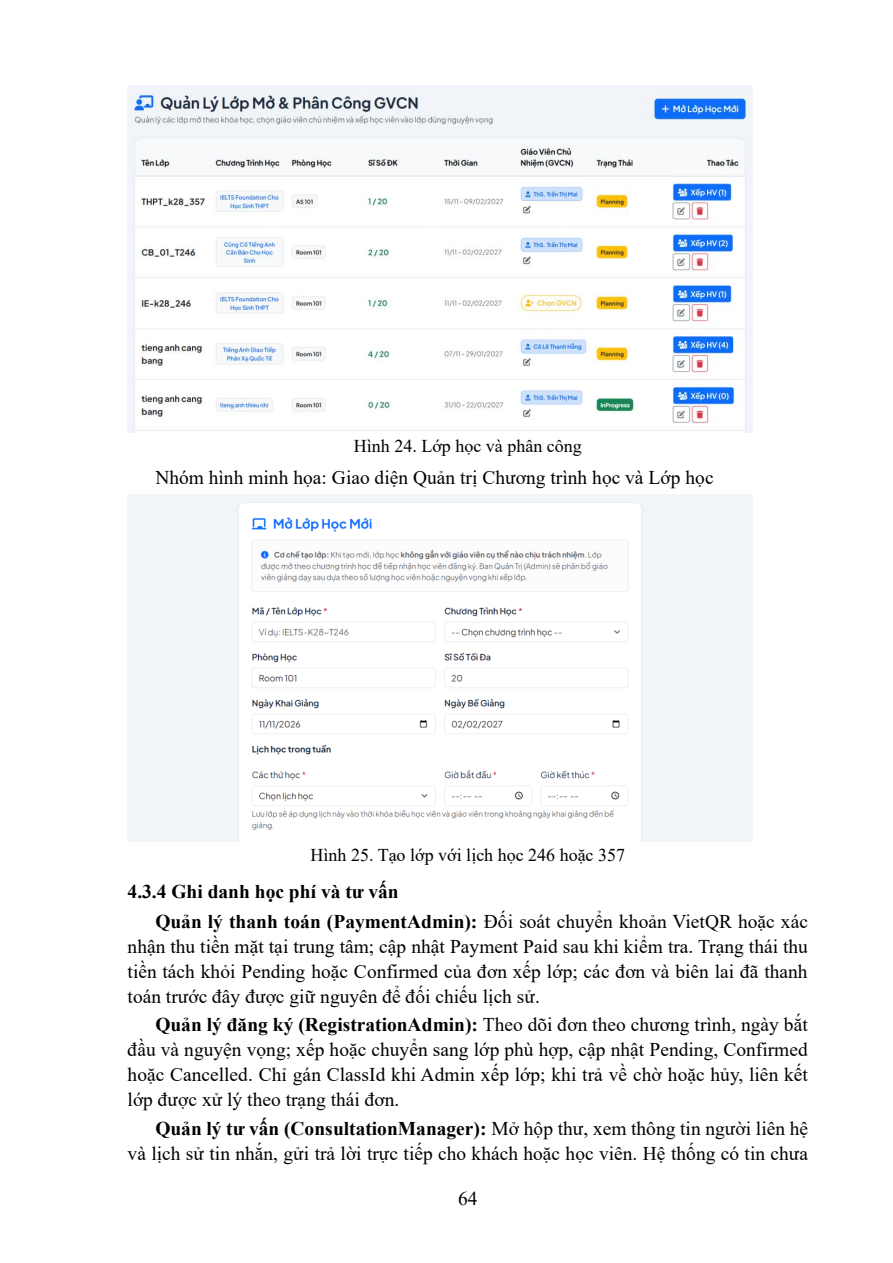 Quản Lý Lớp Mở & Phân Công GVCN
+ Mở Lớp Học Mới
Quản lý các lớp mở theo khóa học, chọn giáo viên chủ nhiệm và xếp học viên vào lớp đúng nguyện vọng
Tên Lớp Chương Trình Học Phòng Học Sĩ Số ĐK Thời Gian Giáo Viên Chủ Nhiệm (GVCN) Trạng Thái Thao Tác
THPT_k28_357 IELTS Foundation Cho Học Sinh THPT AS 101 1 / 20 15/11 - 09/02/2027 ThS. Trần Thị Mai Planning Xếp HV (1)
CB_01_T246 Củng Cố Tiếng Anh Căn Bản Cho Học Sinh Room 101 2 / 20 11/11 - 02/02/2027 ThS. Trần Thị Mai Planning Xếp HV (2)
IE-k28_246 IELTS Foundation Cho Học Sinh THPT Room 101 1 / 20 11/11 - 02/02/2027 Chọn GVCN Planning Xếp HV (1)
tieng anh cang bang Tiếng Anh Giao Tiếp Phản Xạ Quốc Tế Room 101 4 / 20 07/11 - 29/01/2027 Cô Lê Thanh Hằng Planning Xếp HV (4)
tieng anh cang bang tieng anh thieu nhi Room 101 0 / 20 31/10 - 22/01/2027 ThS. Trần Thị Mai InProgress Xếp HV (0)
Hình 24. Lớp học và phân công
Nhóm hình minh họa: Giao diện Quản trị Chương trình học và Lớp học
Mở Lớp Học Mới
Cơ chế tạo lớp: Khi tạo mới, lớp học không gắn với giáo viên cụ thể nào chịu trách nhiệm. Lớp
được mở theo chương trình học để tiếp nhận học viên đăng ký. Ban Quản Trị (Admin) sẽ phân bổ giáo
viên giảng dạy sau dựa theo số lượng học viên hoặc nguyện vọng khi xếp lớp.
Mã / Tên Lớp Học * Chương Trình Học *
Ví dụ: IELTS-K28-T246 -- Chọn chương trình học --
Phòng Học Sĩ Số Tối Đa
Room 101 20
Ngày Khai Giảng Ngày Bế Giảng
11/11/2026 02/02/2027
Lịch học trong tuần
Các thứ học * Giờ bắt đầu * Giờ kết thúc *
Chọn lịch học --:-- -- --:-- --
Lưu lớp sẽ áp dụng lịch này vào thời khóa biểu học viên và giáo viên trong khoảng ngày khai giảng đến bế
giảng.
Hình 25. Tạo lớp với lịch học 246 hoặc 357
4.3.4 Ghi danh học phí và tư vấn
Quản lý thanh toán (PaymentAdmin): Đối soát chuyển khoản VietQR hoặc xác
nhận thu tiền mặt tại trung tâm; cập nhật Payment Paid sau khi kiểm tra. Trạng thái thu
tiền tách khỏi Pending hoặc Confirmed của đơn xếp lớp; các đơn và biên lai đã thanh
toán trước đây được giữ nguyên để đối chiếu lịch sử.
Quản lý đăng ký (RegistrationAdmin): Theo dõi đơn theo chương trình, ngày bắt
đầu và nguyện vọng; xếp hoặc chuyển sang lớp phù hợp, cập nhật Pending, Confirmed
hoặc Cancelled. Chỉ gán ClassId khi Admin xếp lớp; khi trả về chờ hoặc hủy, liên kết
lớp được xử lý theo trạng thái đơn.
Quản lý tư vấn (ConsultationManager): Mở hộp thư, xem thông tin người liên hệ
và lịch sử tin nhắn, gửi trả lời trực tiếp cho khách hoặc học viên. Hệ thống có tin chưa
64